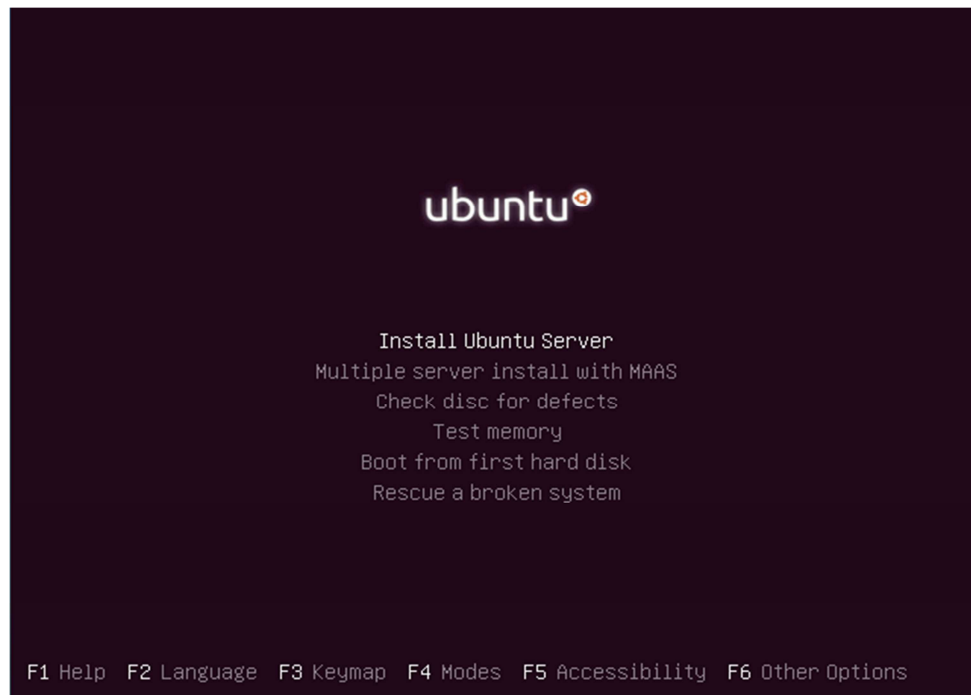 ubuntu
Install Ubuntu Server
Multiple server install with MAAS
Check disc for defects
Test memory
Boot from first hard disk
Rescue a broken system
F1 Help F2 Language F3 Keymap F4 Modes F5 Accessibility F6 Other Options